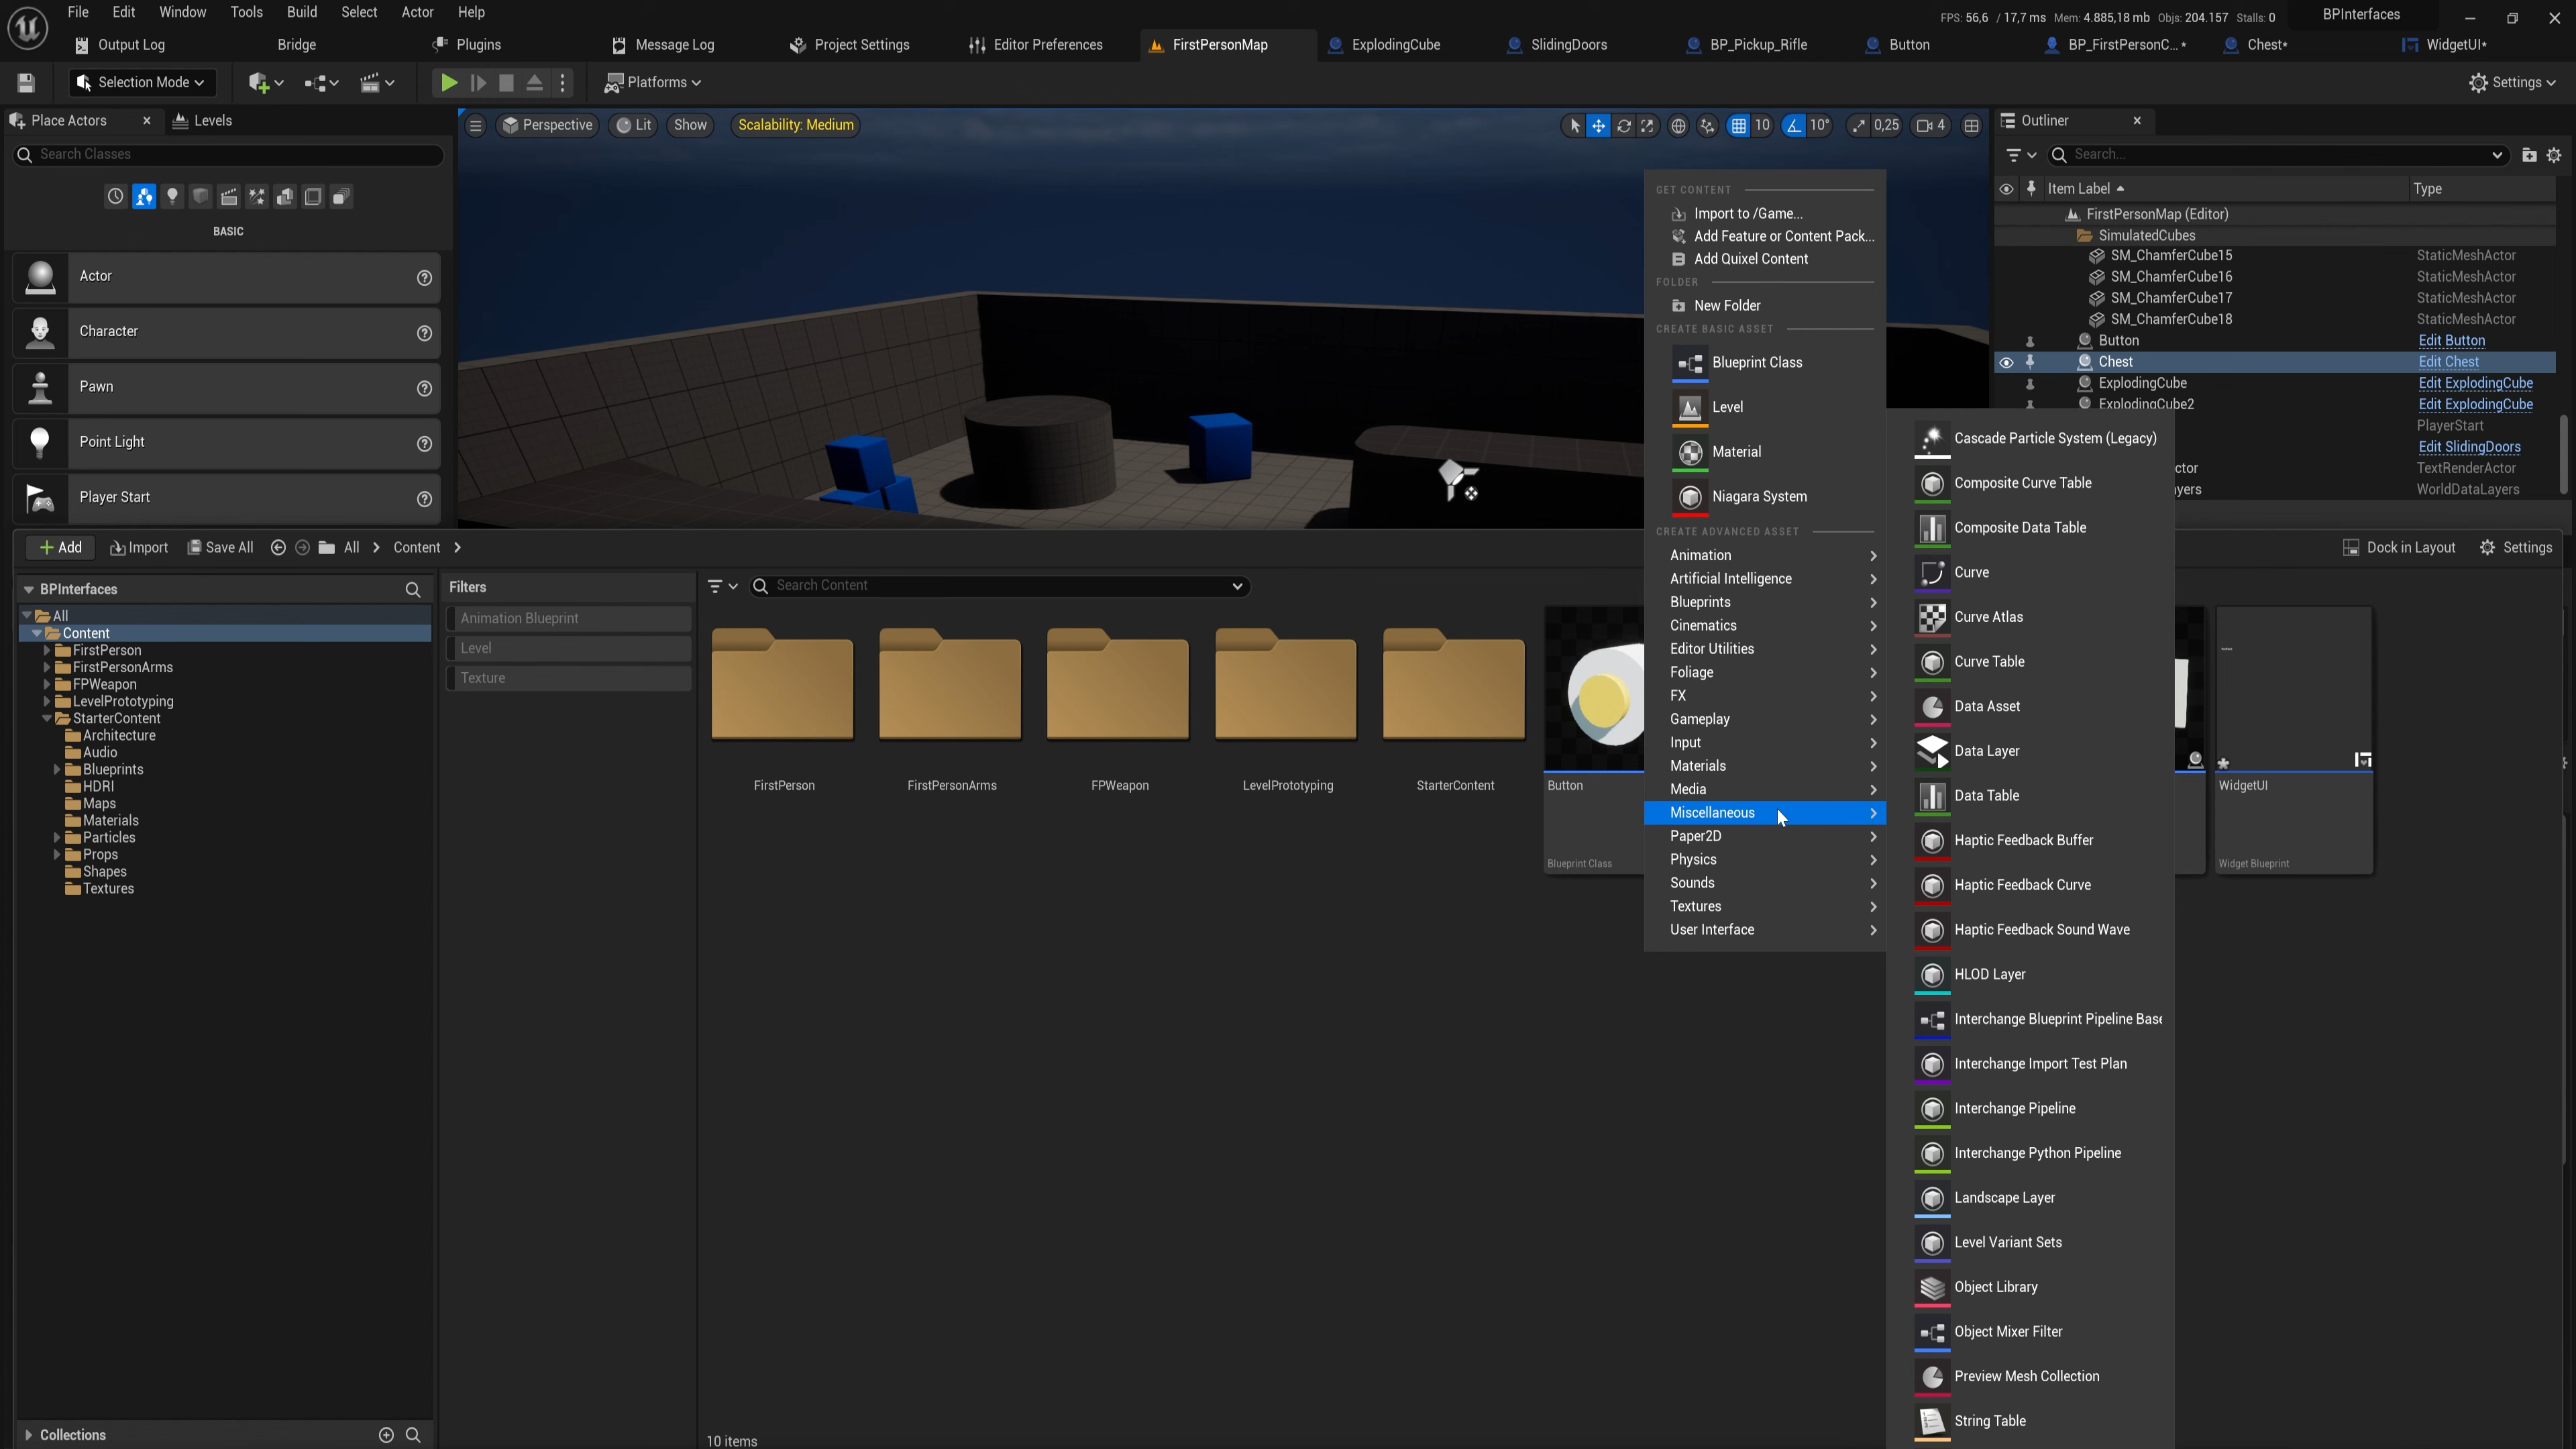 File Edit Window Tools Build Select Actor Help
FPS: 56,6 / 17,7 ms Mem: 4.885,18 mb Objs: 204.157 Stalls: 0
BPInterfaces
Output Log Bridge Plugins Message Log Project Settings Editor Preferences FirstPersonMap ExplodingCube SlidingDoors BP_Pickup_Rifle Button BP_FirstPersonC...* Chest* WidgetUI*
Selection Mode Platforms Settings
Place Actors Levels
Search Classes
BASIC
Actor
Character
Pawn
Point Light
Player Start
Perspective Lit Show Scalability: Medium 10 10° 0,25 4
Outliner
Search...
Item Label Type
FirstPersonMap (Editor)
SimulatedCubes
SM_ChamferCube15 StaticMeshActor
SM_ChamferCube16 StaticMeshActor
SM_ChamferCube17 StaticMeshActor
SM_ChamferCube18 StaticMeshActor
Button Edit Button
Chest Edit Chest
ExplodingCube Edit ExplodingCube
ExplodingCube2 Edit ExplodingCube
PlayerStart
Edit SlidingDoors
ctor TextRenderActor
ayers WorldDataLayers
GET CONTENT
Import to /Game...
Add Feature or Content Pack...
Add Quixel Content
FOLDER
New Folder
CREATE BASIC ASSET
Blueprint Class
Level
Material
Niagara System
CREATE ADVANCED ASSET
Animation
Artificial Intelligence
Blueprints
Cinematics
Editor Utilities
Foliage
FX
Gameplay
Input
Materials
Media
Miscellaneous
Paper2D
Physics
Sounds
Textures
User Interface
Cascade Particle System (Legacy)
Composite Curve Table
Composite Data Table
Curve
Curve Atlas
Curve Table
Data Asset
Data Layer
Data Table
Haptic Feedback Buffer
Haptic Feedback Curve
Haptic Feedback Sound Wave
HLOD Layer
Interchange Blueprint Pipeline Base
Interchange Import Test Plan
Interchange Pipeline
Interchange Python Pipeline
Landscape Layer
Level Variant Sets
Object Library
Object Mixer Filter
Preview Mesh Collection
String Table
Add Import Save All All Content Dock in Layout Settings
BPInterfaces
All
Content
FirstPerson
FirstPersonArms
FPWeapon
LevelPrototyping
StarterContent
Architecture
Audio
Blueprints
HDRI
Maps
Materials
Particles
Props
Shapes
Textures
Collections
Filters
Animation Blueprint
Level
Texture
Search Content
FirstPerson FirstPersonArms FPWeapon LevelPrototyping StarterContent Button WidgetUI
Blueprint Class Widget Blueprint
10 items